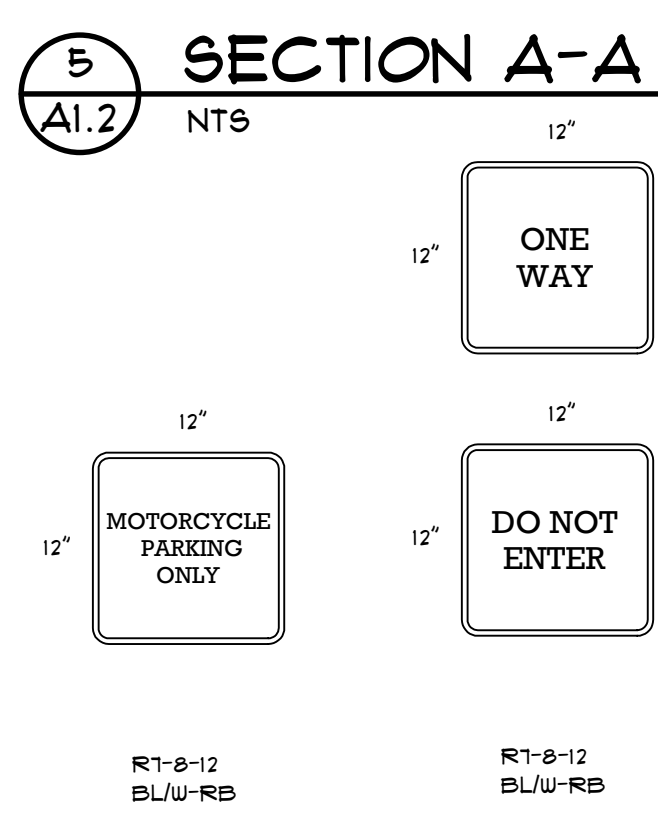 5
SECTION A-A
A1.2
NTS
12"
12"
ONE
WAY
12"
12"
MOTORCYCLE
PARKING
ONLY
12"
12"
DO NOT
ENTER
R7-8-12
BL/W-RB
R7-8-12
BL/W-RB